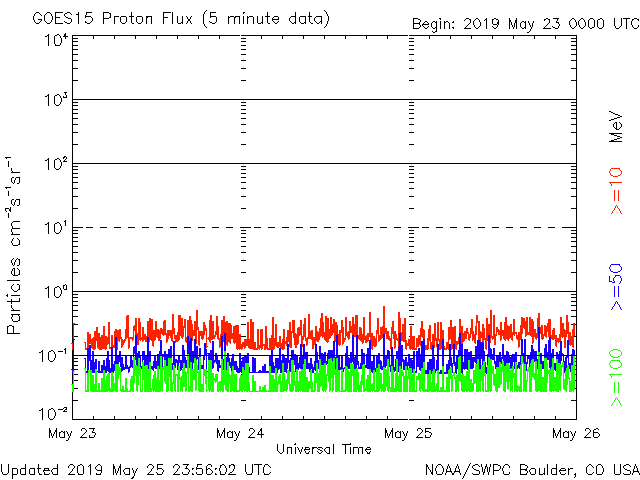 GOES15 Proton Flux (5 minute data)
Begin: 2019 May 23 0000 UTC
10⁴
10³
10²
10¹
10⁰
10⁻¹
10⁻²
Particles cm⁻²s⁻¹sr⁻¹
MeV
>=10
>=50
>=100
May 23
May 24
May 25
May 26
Universal Time
Updated 2019 May 25 23:56:02 UTC
NOAA/SWPC Boulder, CO USA